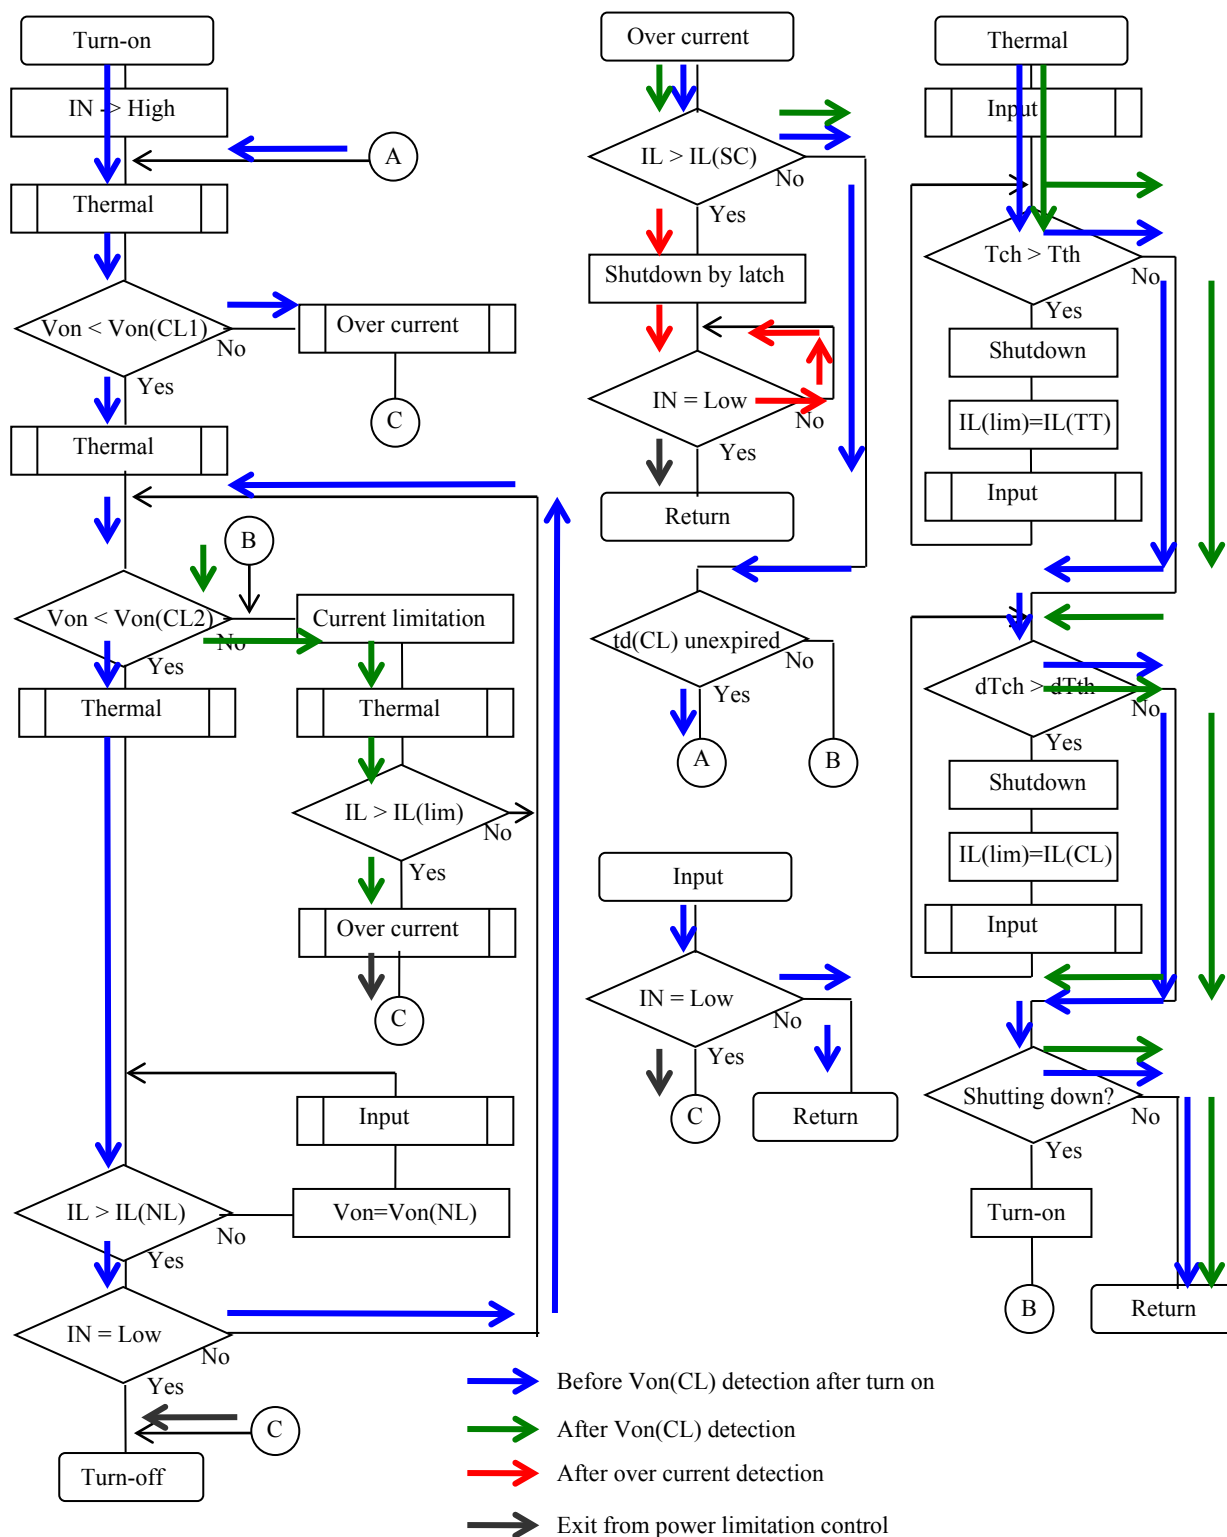 Turn-on
IN -> High
A
Thermal
Von < Von(CL1)
No
Yes
Over current
C
Thermal
B
Von < Von(CL2)
No
Yes
Current limitation
Thermal
Thermal
IL > IL(lim)
No
Yes
Over current
C
Input
Von=Von(NL)
IL > IL(NL)
No
Yes
IN = Low
No
Yes
C
Turn-off
Over current
IL > IL(SC)
No
Yes
Shutdown by latch
IN = Low
No
Yes
Return
td(CL) unexpired
No
Yes
A
B
Input
IN = Low
No
Yes
C
Return
Thermal
Input
Tch > Tth
No
Yes
Shutdown
IL(lim)=IL(TT)
Input
dTch > dTth
No
Yes
Shutdown
IL(lim)=IL(CL)
Input
Shutting down?
No
Yes
Turn-on
B
Return
Before Von(CL) detection after turn on
After Von(CL) detection
After over current detection
Exit from power limitation control